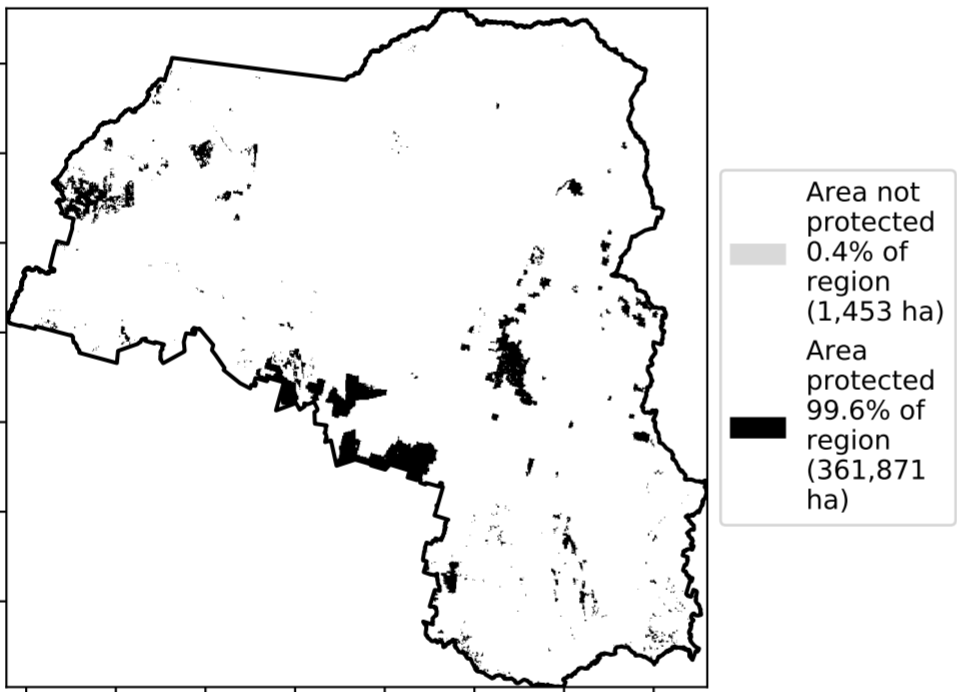 Area not
protected
0.4% of
region
(1,453 ha)
Area
protected
99.6% of
region
(361,871
ha)